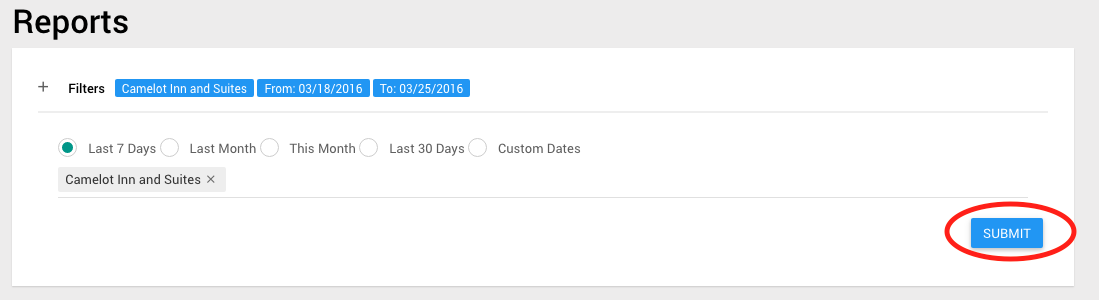 Reports
+ Filters Camelot Inn and Suites From: 03/18/2016 To: 03/25/2016
Last 7 Days Last Month This Month Last 30 Days Custom Dates
Camelot Inn and Suites ×
SUBMIT